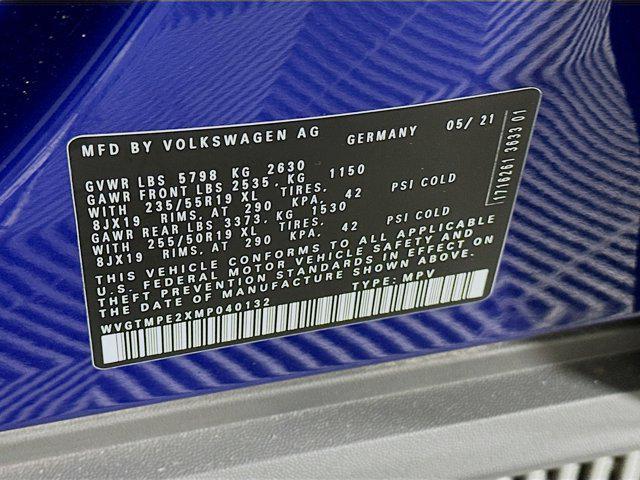 MFD BY VOLKSWAGEN AG GERMANY 05/ 21
GVWR LBS 5798 KG 2630
GAWR FRONT LBS 2535. KG 1150
WITH 235/55R19 XL TIRES.
8JX19 RIMS. AT 290 KPA. 42 PSI COLD
GAWR REAR LBS 3373. KG 1530
WITH 255/50R19 XL TIRES.
8JX19 RIMS. AT 290 KPA. 42 PSI COLD
THIS VEHICLE CONFORMS TO ALL APPLICABLE
U.S. FEDERAL MOTOR VEHICLE SAFETY AND
THEFT PREVENTION STANDARDS IN EFFECT ON
THE DATE OF MANUFACTURE SHOWN ABOVE.
WVGTMPE2XMP040132 TYPE: MPV
1716261 3633 01